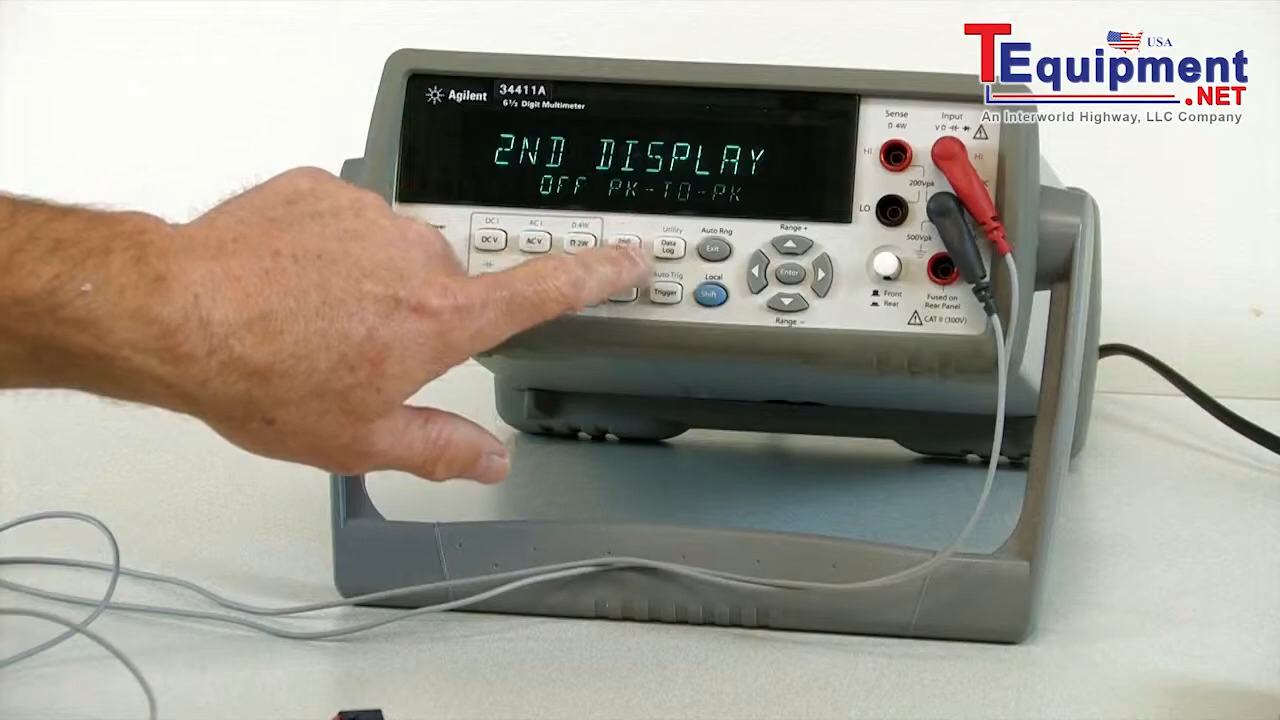 TEquipment
USA
.NET
An Interworld Highway, LLC Company
Agilent
34411A
6½ Digit Multimeter
2ND DISPLAY
OFF PK-TO-PK
Sense
Ω 4W
Input
HI
HI
200Vpk
LO
500Vpk
Fused on
Rear Panel
Front
Rear
CAT II (300V)
DC I
AC I
Ω 4W
Utility
Auto Rng
Range +
DC V
AC V
Ω 2W
Data
Log
Exit
Enter
Auto Trig
Local
Trigger
Shift
Range −